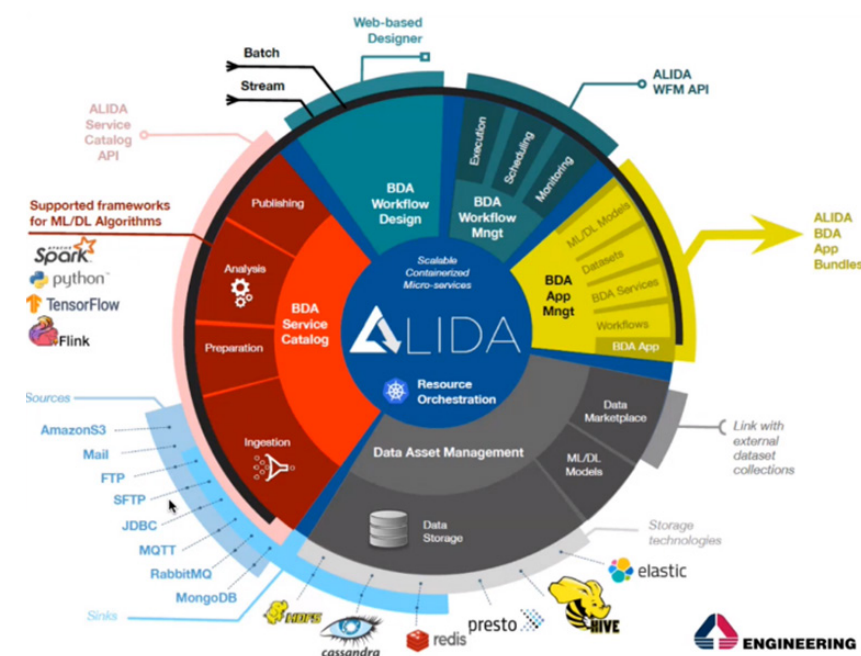 Web-based
Designer
Batch
Stream
ALIDA
WFM API
ALIDA
Service
Catalog
API
Supported frameworks
for ML/DL Algorithms
APACHE
Spark
python
TensorFlow
Flink
Publishing
Analysis
Preparation
Ingestion
BDA
Service
Catalog
BDA
Workflow
Design
Execution
Scheduling
Monitoring
BDA
Workflow
Mngt
ML/DL Models
Datasets
BDA Services
Workflows
BDA App
BDA
App
Mngt
ALIDA
BDA
App
Bundles
Scalable
Containerized
Micro-services
ALIDA
Resource
Orchestration
Data Asset Management
Data
Marketplace
ML/DL
Models
Data
Storage
Link with
external
dataset
collections
Storage
technologies
Sources
AmazonS3
Mail
FTP
SFTP
JDBC
MQTT
RabbitMQ
MongoDB
Sinks
HDFS
cassandra
redis
presto
HIVE
elastic
ENGINEERING